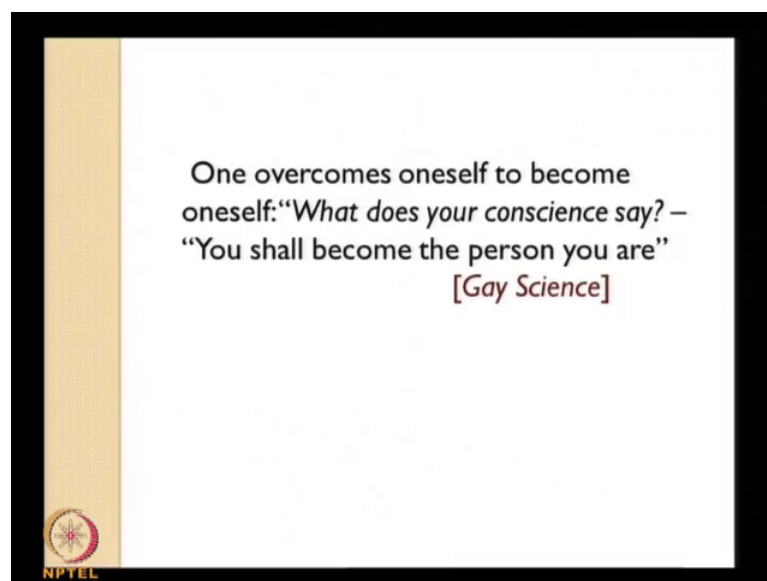 One overcomes oneself to become
oneself:“What does your conscience say? –
“You shall become the person you are”
[Gay Science]
NPTEL